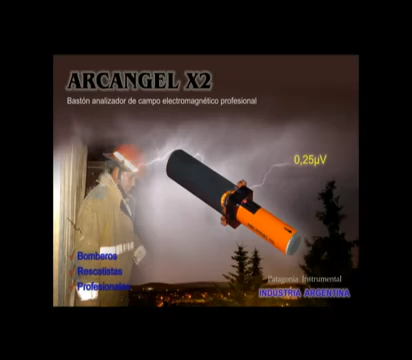 ARCANGEL X2
Bastón analizador de campo electromagnético profesional
0,25µV
Bomberos
Rescatistas
Profesionales
Patagonia Instrumental
INDUSTRIA ARGENTINA